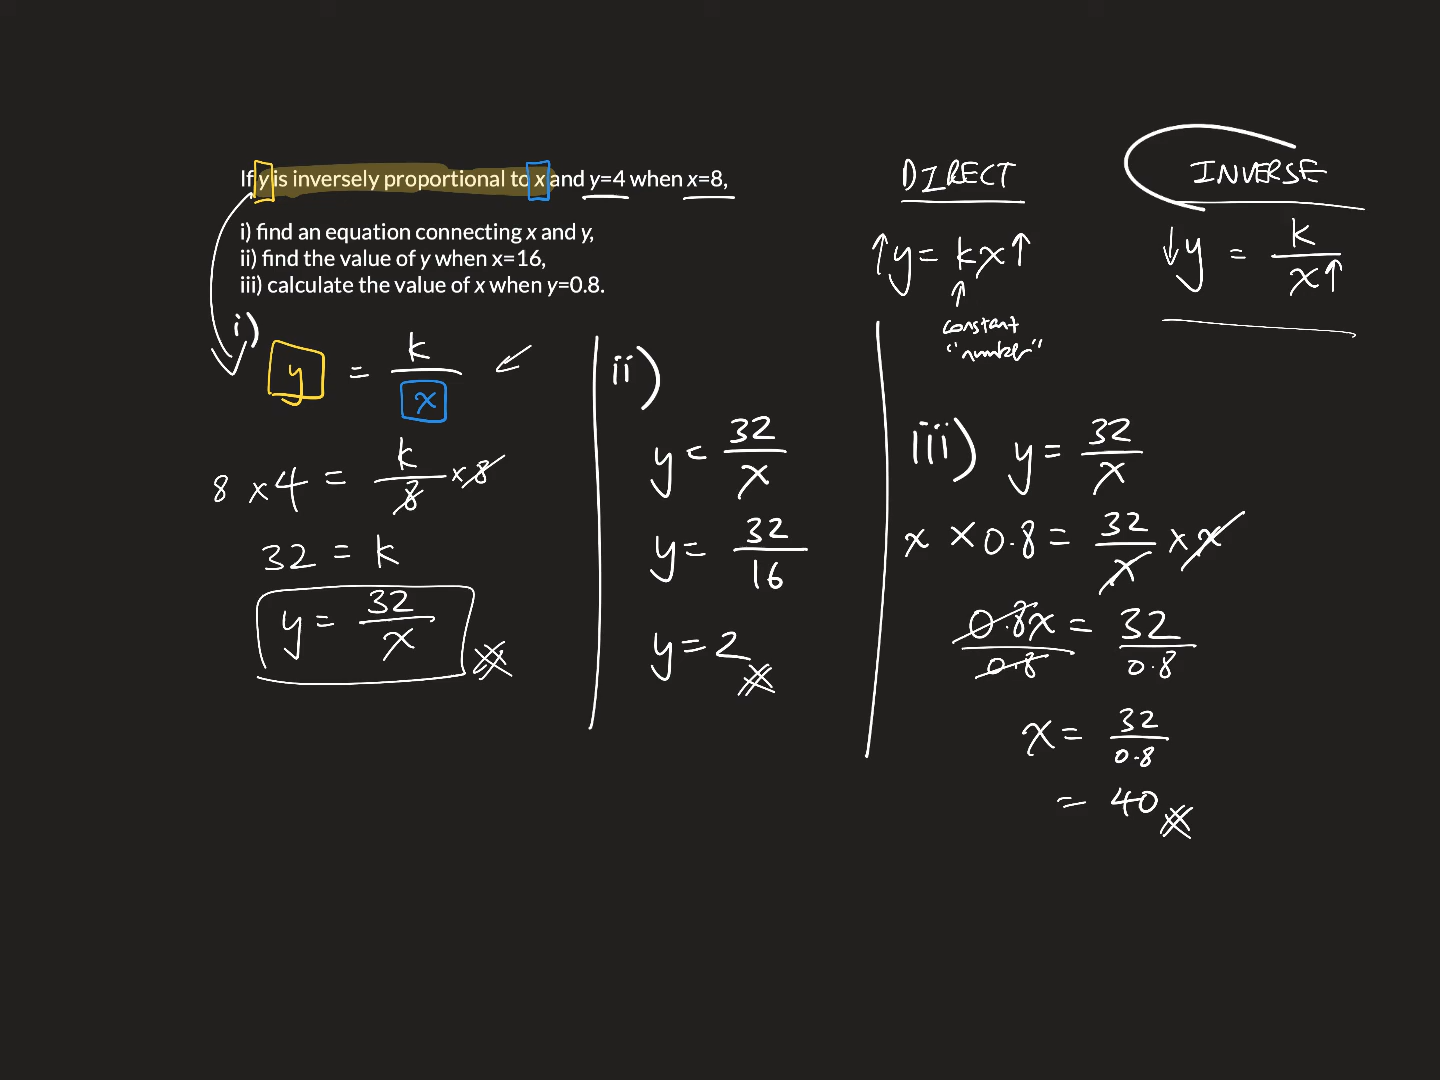 If y is inversely proportional to x and y=4 when x=8,
i) find an equation connecting x and y,
ii) find the value of y when x=16,
iii) calculate the value of x when y=0.8.
DIRECT
↑y = kx↑
↑
constant
"number"
INVERSE
↓y = k/x↑
i)
y = k/x ←
8 × 4 = k/8 × 8
32 = k
y = 32/x
ii)
y = 32/x
y = 32/16
y = 2
iii) y = 32/x
x × 0.8 = 32/x × x
0.8x/0.8 = 32/0.8
x = 32/0.8
= 40